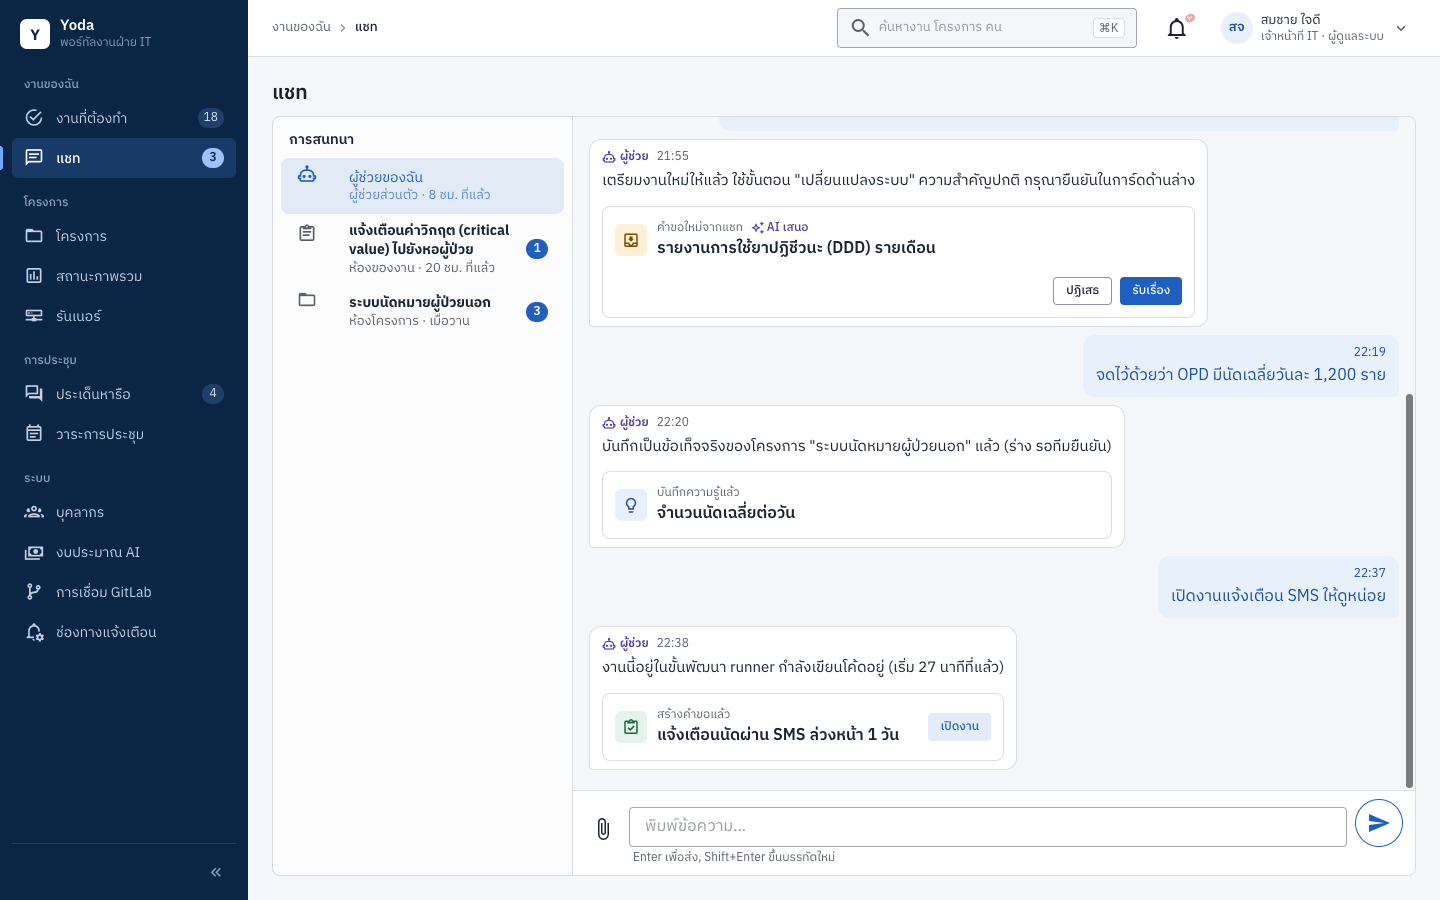 Y
Yoda
พอร์ทัลงานฝ่าย IT
งานของฉัน
งานที่ต้องทำ 18
แชท 3
โครงการ
โครงการ
สถานะภาพรวม
รันเนอร์
การประชุม
ประเด็นหารือ 4
วาระการประชุม
ระบบ
บุคลากร
งบประมาณ AI
การเชื่อม GitLab
ช่องทางแจ้งเตือน
งานของฉัน › แชท
ค้นหางาน โครงการ คน ⌘K
สจ
สมชาย ใจดี
เจ้าหน้าที่ IT · ผู้ดูแลระบบ
แชท
การสนทนา
ผู้ช่วยของฉัน
ผู้ช่วยส่วนตัว · 8 ชม. ที่แล้ว
แจ้งเตือนค่าวิกฤต (critical
value) ไปยังหอผู้ป่วย
ห้องของงาน · 20 ชม. ที่แล้ว
1
ระบบนัดหมายผู้ป่วยนอก
ห้องโครงการ · เมื่อวาน
3
ผู้ช่วย 21:55
เตรียมงานใหม่ให้แล้ว ใช้ขั้นตอน "เปลี่ยนแปลงระบบ" ความสำคัญปกติ กรุณายืนยันในการ์ดด้านล่าง
คำขอใหม่จากแชท AI เสนอ
รายงานการใช้ยาปฏิชีวนะ (DDD) รายเดือน
ปฏิเสธ รับเรื่อง
22:19
จดไว้ด้วยว่า OPD มีนัดเฉลี่ยวันละ 1,200 ราย
ผู้ช่วย 22:20
บันทึกเป็นข้อเท็จจริงของโครงการ "ระบบนัดหมายผู้ป่วยนอก" แล้ว (ร่าง รอทีมยืนยัน)
บันทึกความรู้แล้ว
จำนวนนัดเฉลี่ยต่อวัน
22:37
เปิดงานแจ้งเตือน SMS ให้ดูหน่อย
ผู้ช่วย 22:38
งานนี้อยู่ในขั้นพัฒนา runner กำลังเขียนโค้ดอยู่ (เริ่ม 27 นาทีที่แล้ว)
สร้างคำขอแล้ว
แจ้งเตือนนัดผ่าน SMS ล่วงหน้า 1 วัน
เปิดงาน
พิมพ์ข้อความ...
Enter เพื่อส่ง, Shift+Enter ขึ้นบรรทัดใหม่